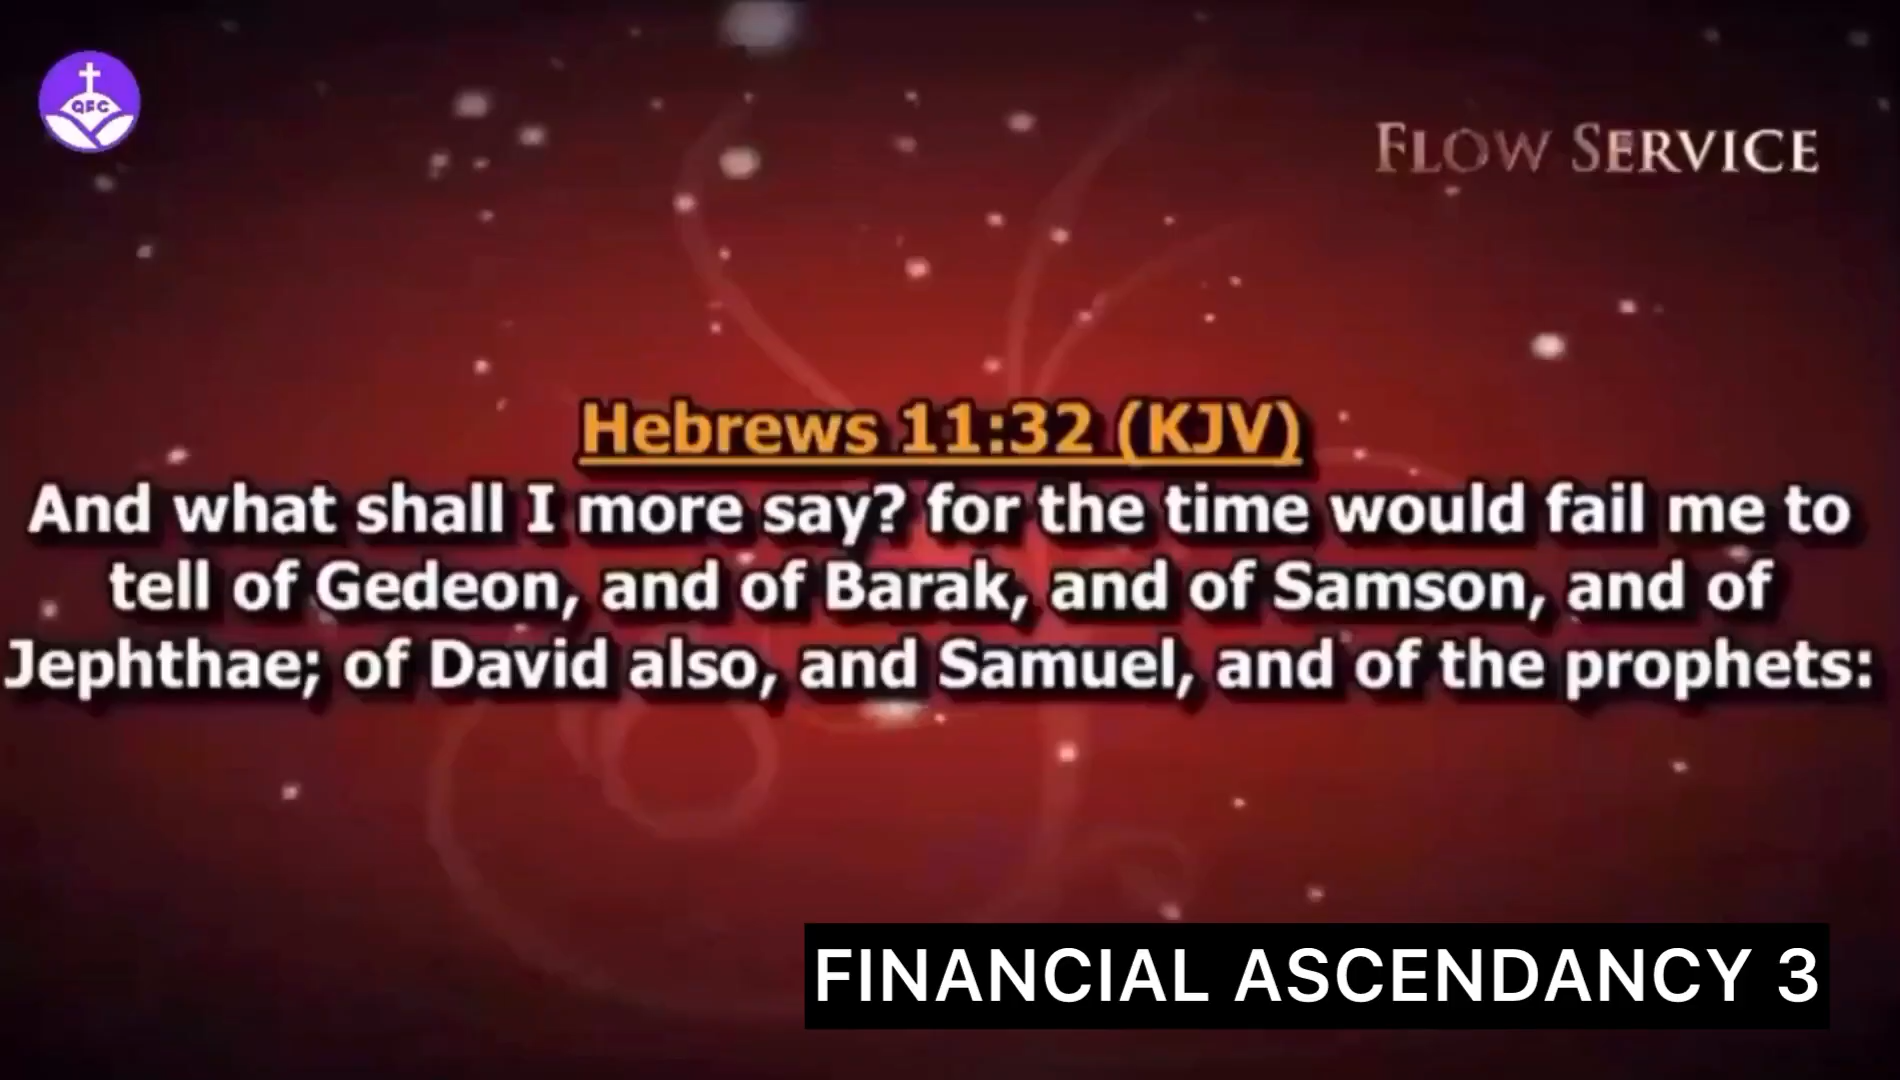 QFC
FLOW SERVICE
Hebrews 11:32 (KJV)
And what shall I more say? for the time would fail me to
tell of Gedeon, and of Barak, and of Samson, and of
Jephthae; of David also, and Samuel, and of the prophets:
FINANCIAL ASCENDANCY 3